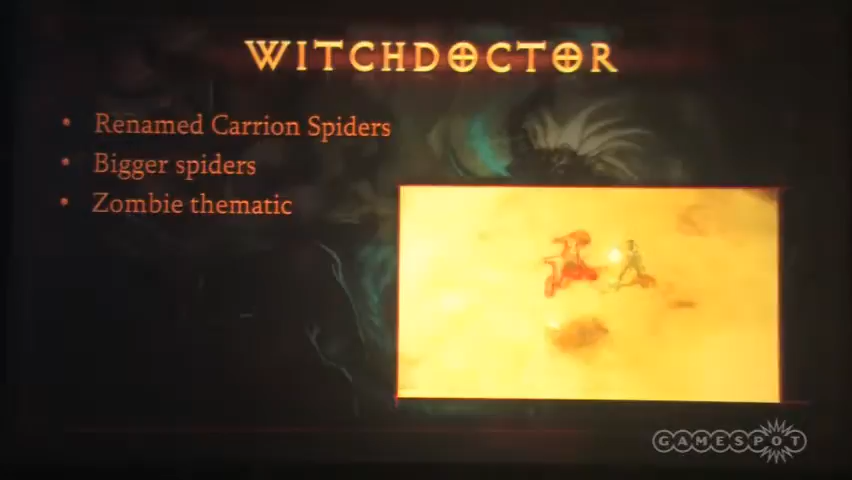 WITCHDOCTOR
• Renamed Carrion Spiders
• Bigger spiders
• Zombie thematic
GAMESPOT